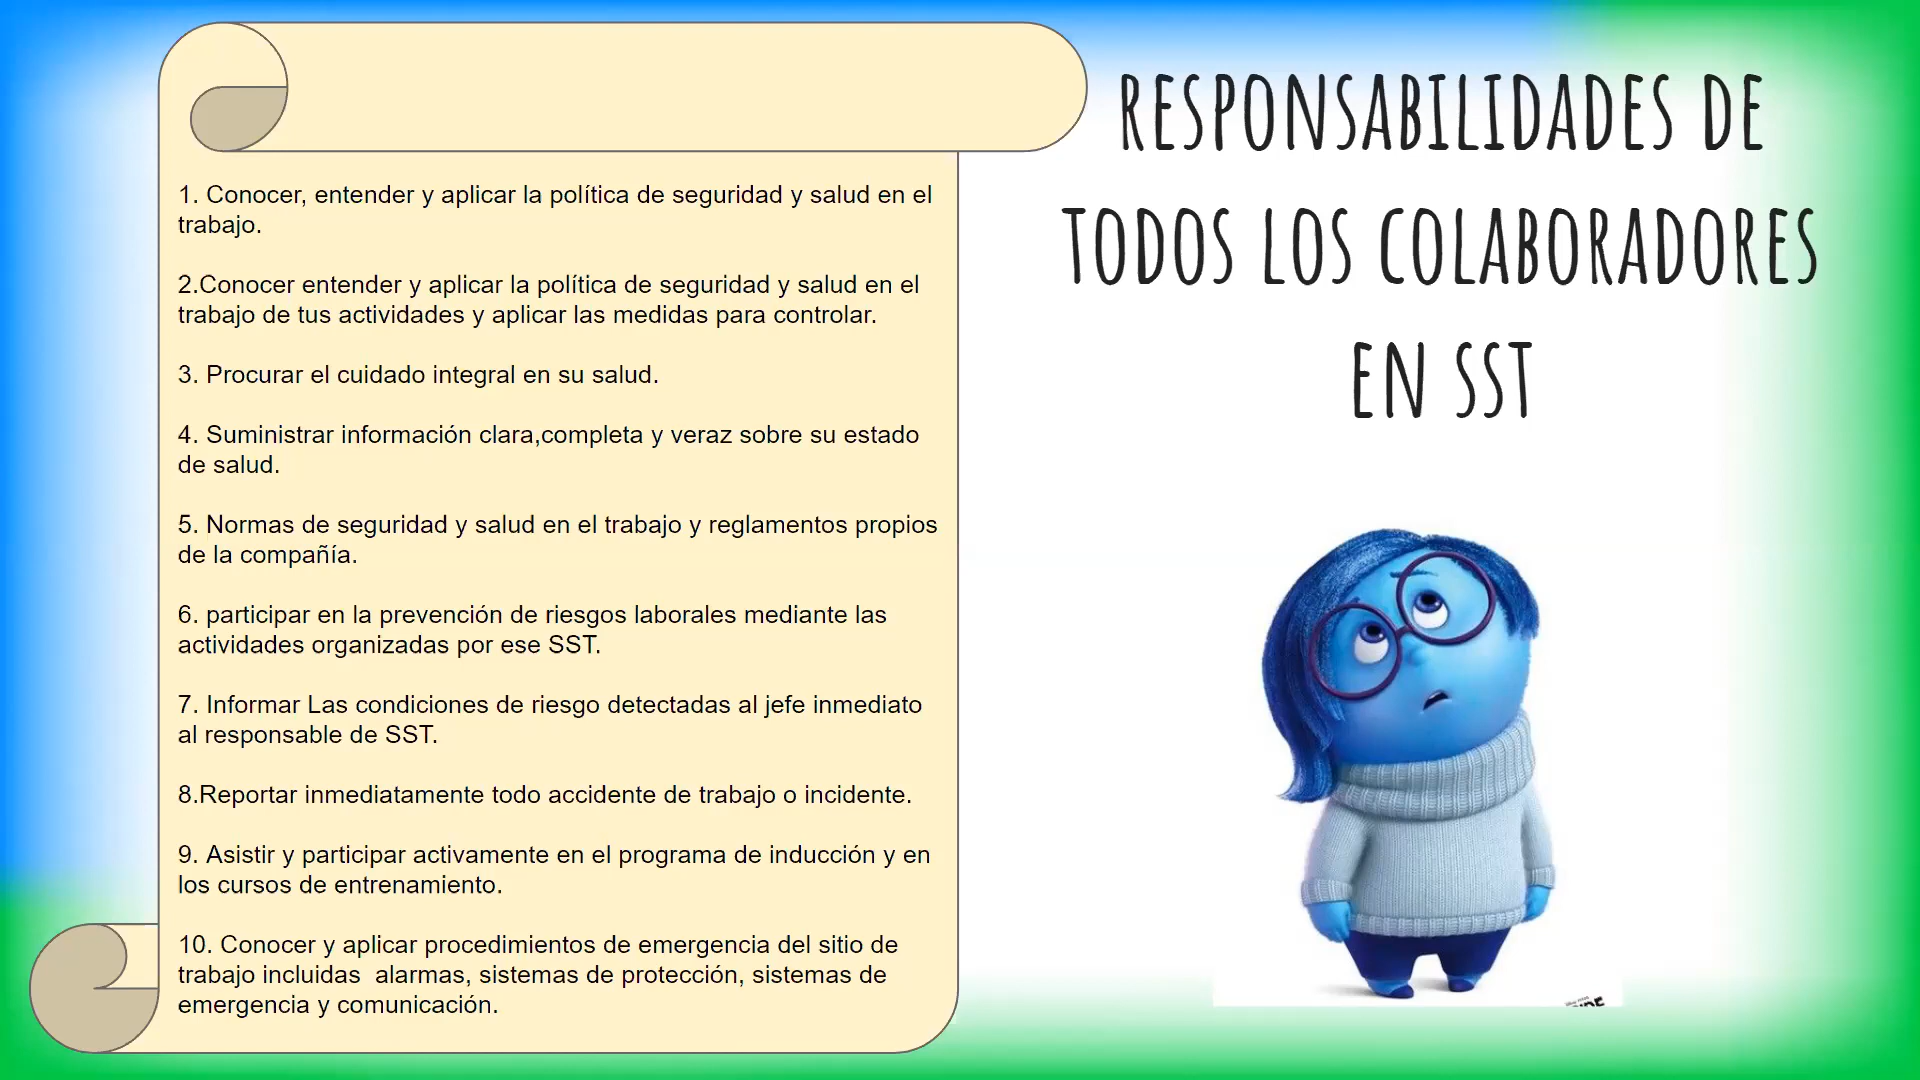 RESPONSABILIDADES DE
TODOS LOS COLABORADORES
EN SST
1. Conocer, entender y aplicar la política de seguridad y salud en el
trabajo.
2.Conocer entender y aplicar la política de seguridad y salud en el
trabajo de tus actividades y aplicar las medidas para controlar.
3. Procurar el cuidado integral en su salud.
4. Suministrar información clara,completa y veraz sobre su estado
de salud.
5. Normas de seguridad y salud en el trabajo y reglamentos propios
de la compañía.
6. participar en la prevención de riesgos laborales mediante las
actividades organizadas por ese SST.
7. Informar Las condiciones de riesgo detectadas al jefe inmediato
al responsable de SST.
8.Reportar inmediatamente todo accidente de trabajo o incidente.
9. Asistir y participar activamente en el programa de inducción y en
los cursos de entrenamiento.
10. Conocer y aplicar procedimientos de emergencia del sitio de
trabajo incluidas  alarmas, sistemas de protección, sistemas de
emergencia y comunicación.